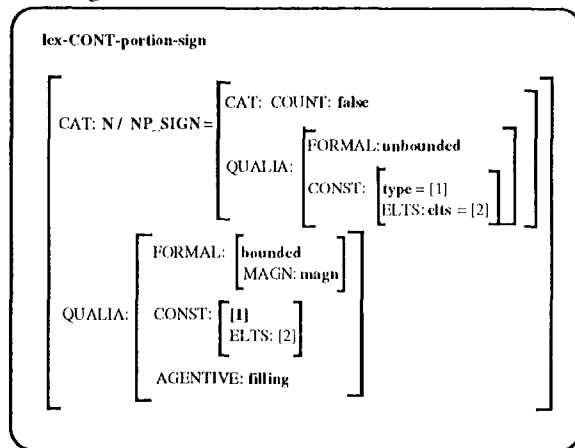 lex-CONT-portion-sign
CAT: COUNT: false
CAT: N / NP_SIGN =
FORMAL: unbounded
QUALIA:
CONST: type = [1]
ELTS: elts = [2]
FORMAL: bounded
MAGN: magn
QUALIA: CONST: [1]
ELTS: [2]
AGENTIVE: filling